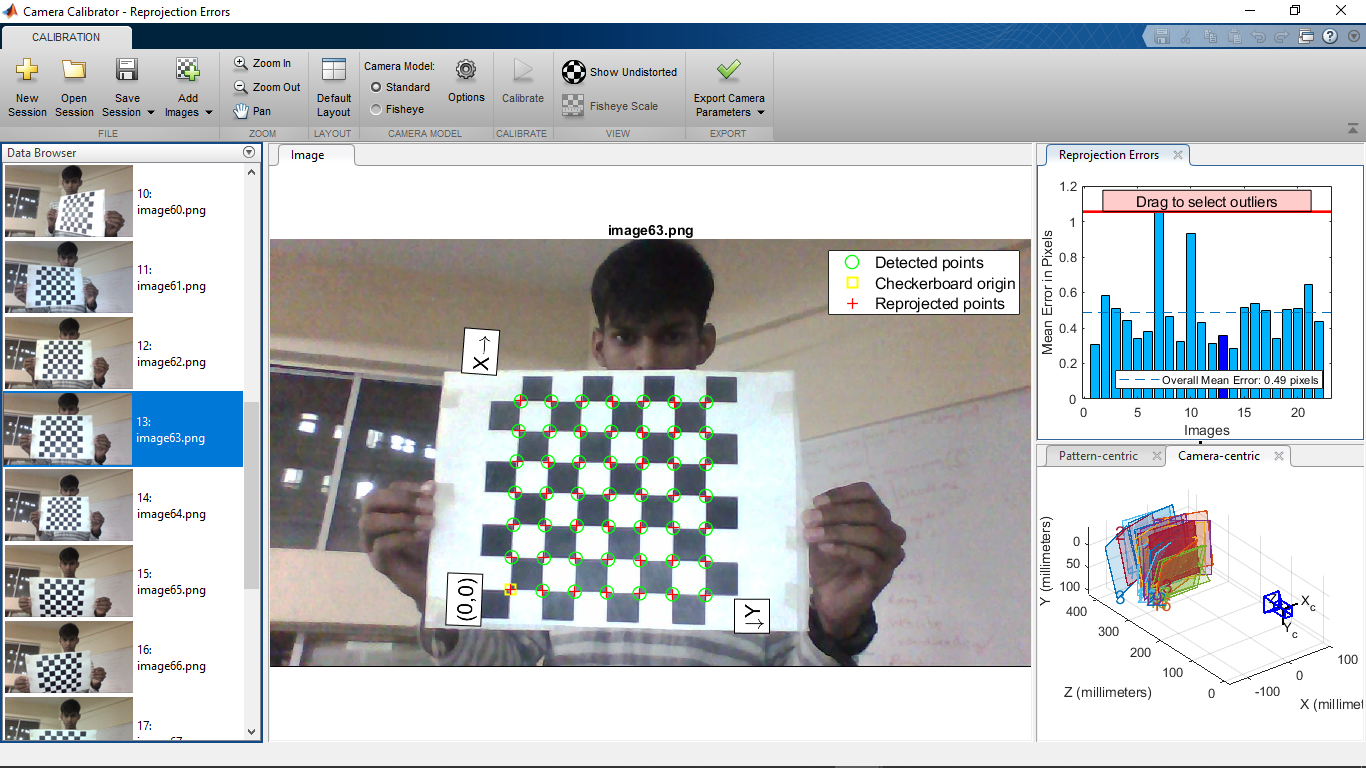 Camera Calibrator - Reprojection Errors
CALIBRATION
New
Session
Open
Session
Save
Session
Add
Images
FILE
Zoom In
Zoom Out
Pan
ZOOM
Default
Layout
LAYOUT
Camera Model:
Standard
Fisheye
Options
CAMERA MODEL
Calibrate
CALIBRATE
Show Undistorted
Fisheye Scale
VIEW
Export Camera
Parameters
EXPORT
Data Browser
10:
image60.png
11:
image61.png
12:
image62.png
13:
image63.png
14:
image64.png
15:
image65.png
16:
image66.png
17:
Image
image63.png
Detected points
Checkerboard origin
Reprojected points
X→
(0,0)
Y→
Reprojection Errors
Drag to select outliers
Mean Error in Pixels
1.2
1
0.8
0.6
0.4
0.2
0
Overall Mean Error: 0.49 pixels
0 5 10 15 20
Images
Pattern-centric
Camera-centric
Y (millimeters)
0
50
100
400
300
200
100
0
Z (millimeters)
-100
0
100
X (millimet
Xc
Yc